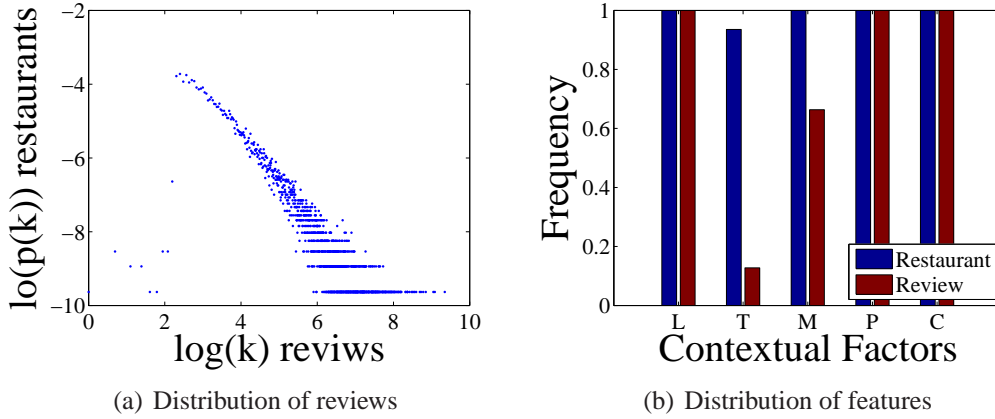 −2
−4
−6
−8
−10
lo(p(k)) restaurants
0 2 4 6 8 10
log(k) reviws
(a) Distribution of reviews
1
0.8
0.6
0.4
0.2
0
Frequency
Restaurant
Review
L T M P C
Contextual Factors
(b) Distribution of features